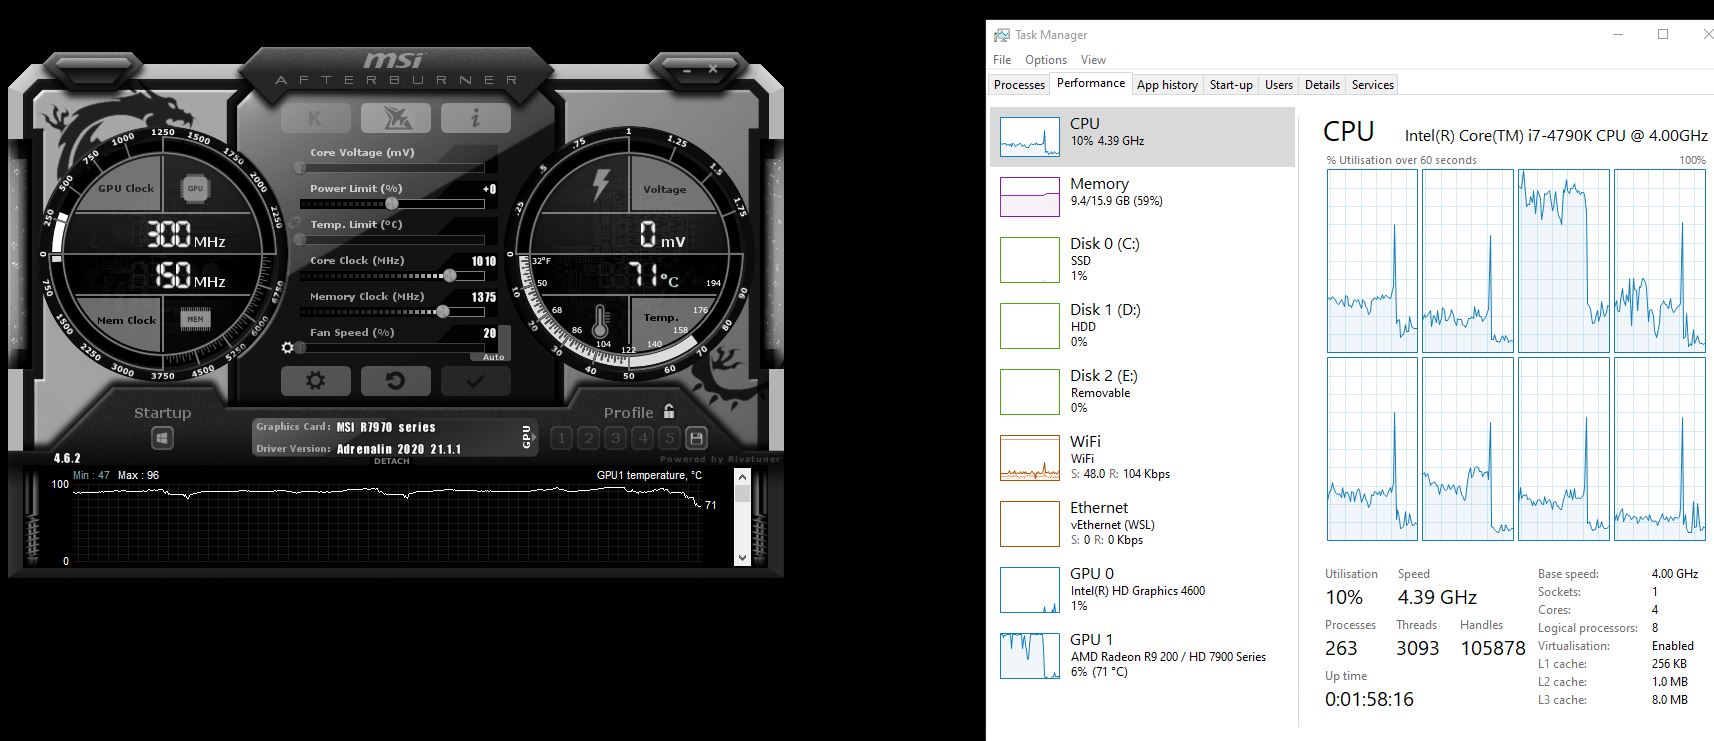 msi
AFTERBURNER
K
i
Core Voltage (mV)
Power Limit (%) +0
Temp. Limit (°C)
Core Clock (MHz) 1010
Memory Clock (MHz) 1375
Fan Speed (%) 20
Auto
GPU Clock GPU
300 MHz
150 MHz
Mem Clock MEM
0 250 500 750 1000 1250 1500 1750 2000 2250
0 750 1500 2250 3000 3750 4500 5250 6000 6750
Voltage
0 mV
71 °C
Temp.
.25 .5 .75 1 1.25 1.5 1.75
32°F 50 68 86 104 122 140 158 176 194
10 20 30 40 50 60 70 80 90
Startup
Profile
Graphics Card: MSI R7970 series
Driver Version: Adrenalin 2020 21.1.1
GPU
1 2 3 4 5
4.6.2
DETACH
Powered by Rivatuner
Min : 47 Max : 96 GPU1 temperature, °C
100
71
0
Task Manager
File Options View
Processes Performance App history Start-up Users Details Services
CPU
10% 4.39 GHz
Memory
9.4/15.9 GB (59%)
Disk 0 (C:)
SSD
1%
Disk 1 (D:)
HDD
0%
Disk 2 (E:)
Removable
0%
WiFi
WiFi
S: 48.0 R: 104 Kbps
Ethernet
vEthernet (WSL)
S: 0 R: 0 Kbps
GPU 0
Intel(R) HD Graphics 4600
1%
GPU 1
AMD Radeon R9 200 / HD 7900 Series
6% (71 °C)
CPU Intel(R) Core(TM) i7-4790K CPU @ 4.00GHz
% Utilisation over 60 seconds 100%
Utilisation Speed
10% 4.39 GHz
Processes Threads Handles
263 3093 105878
Up time
0:01:58:16
Base speed: 4.00 GHz
Sockets: 1
Cores: 4
Logical processors: 8
Virtualisation: Enabled
L1 cache: 256 KB
L2 cache: 1.0 MB
L3 cache: 8.0 MB